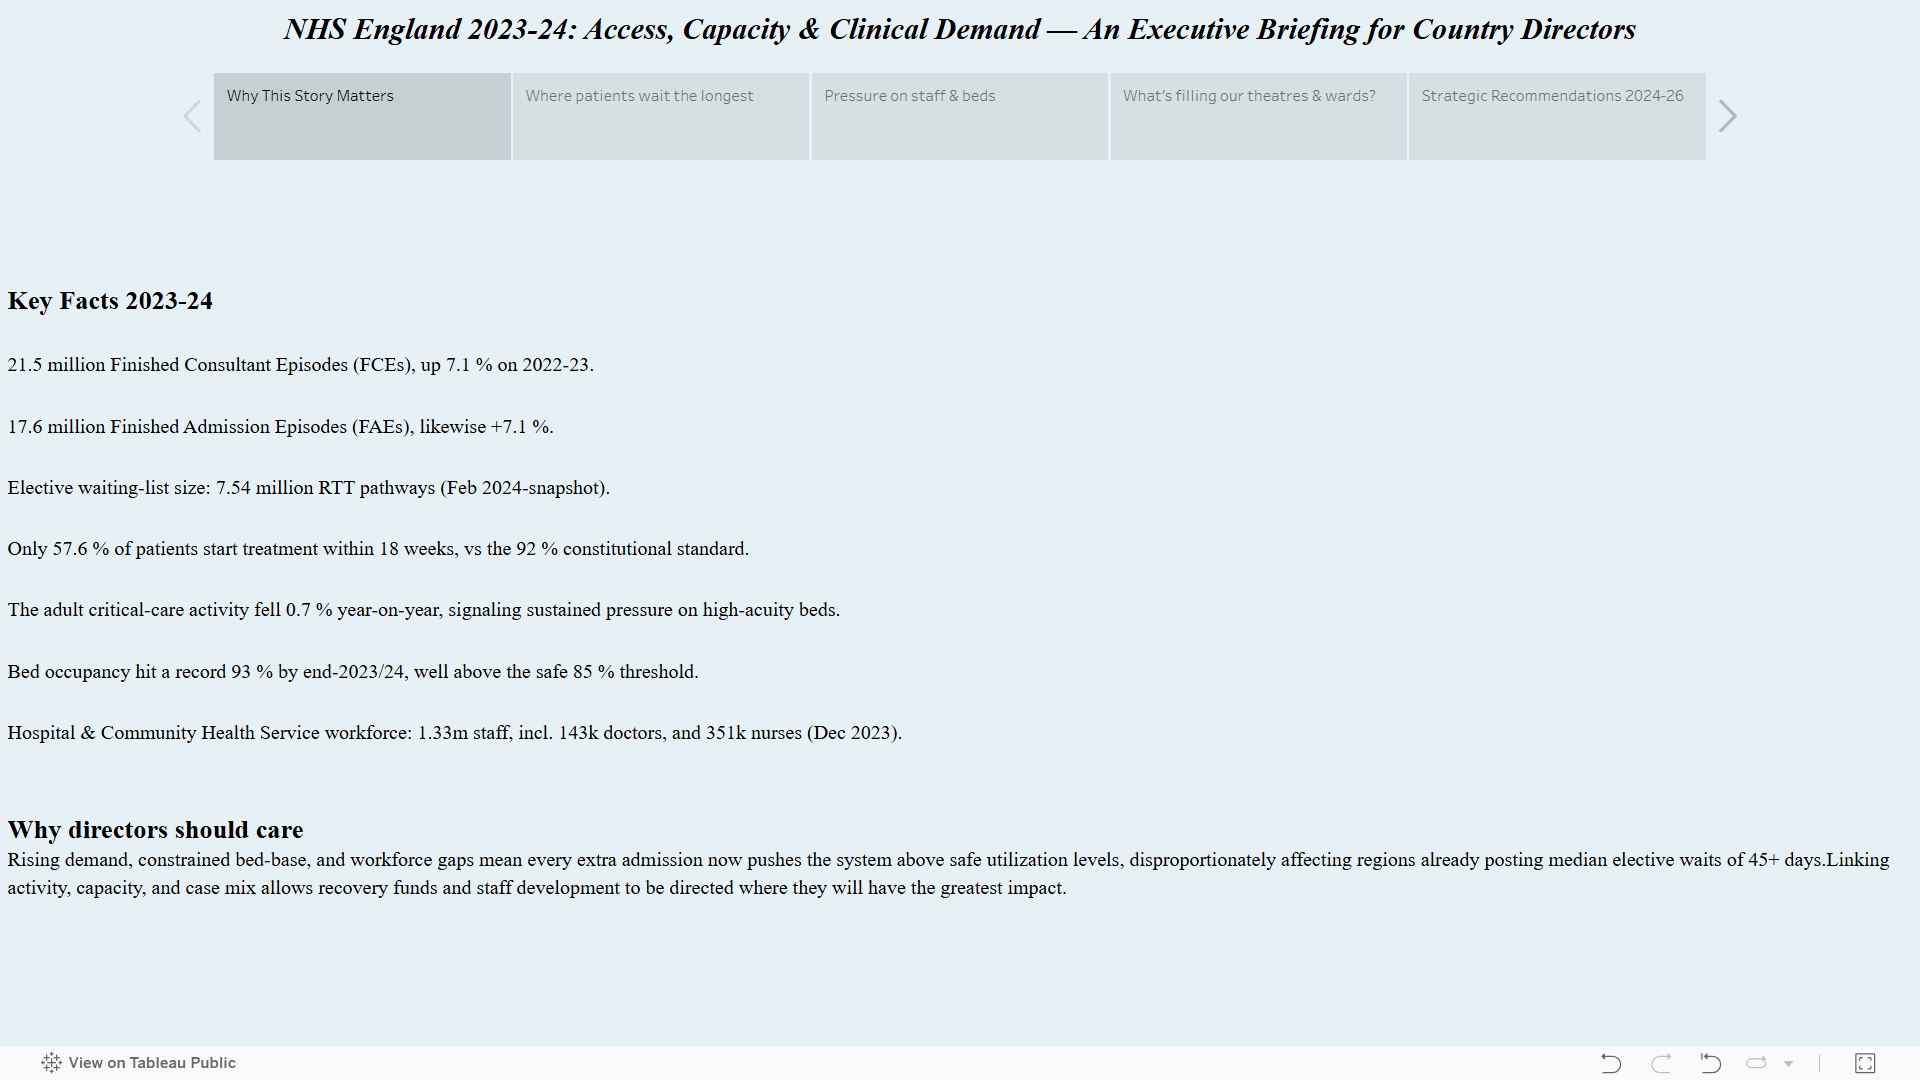 NHS England 2023-24: Access, Capacity & Clinical Demand — An Executive Briefing for Country Directors
Why This Story Matters
Where patients wait the longest
Pressure on staff & beds
What's filling our theatres & wards?
Strategic Recommendations 2024-26
Key Facts 2023-24
21.5 million Finished Consultant Episodes (FCEs), up 7.1 % on 2022-23.
17.6 million Finished Admission Episodes (FAEs), likewise +7.1 %.
Elective waiting-list size: 7.54 million RTT pathways (Feb 2024-snapshot).
Only 57.6 % of patients start treatment within 18 weeks, vs the 92 % constitutional standard.
The adult critical-care activity fell 0.7 % year-on-year, signaling sustained pressure on high-acuity beds.
Bed occupancy hit a record 93 % by end-2023/24, well above the safe 85 % threshold.
Hospital & Community Health Service workforce: 1.33m staff, incl. 143k doctors, and 351k nurses (Dec 2023).
Why directors should care
Rising demand, constrained bed-base, and workforce gaps mean every extra admission now pushes the system above safe utilization levels, disproportionately affecting regions already posting median elective waits of 45+ days.Linking
activity, capacity, and case mix allows recovery funds and staff development to be directed where they will have the greatest impact.
View on Tableau Public